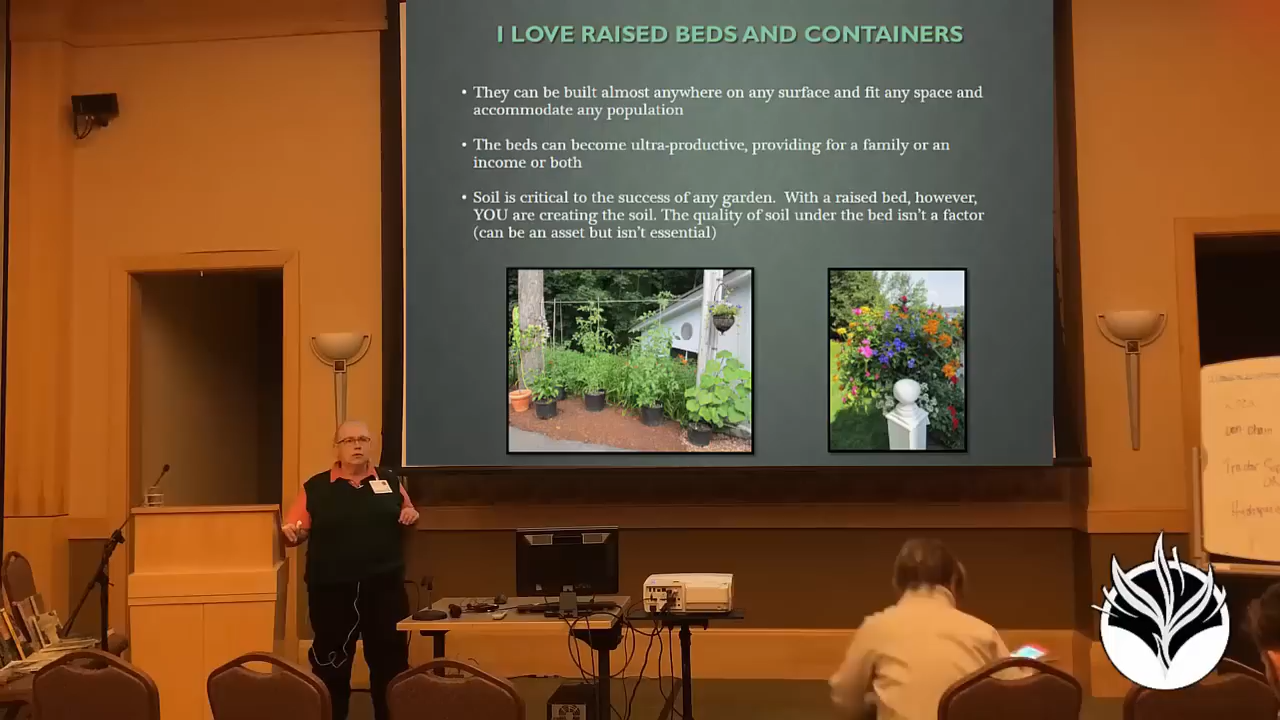 I LOVE RAISED BEDS AND CONTAINERS
• They can be built almost anywhere on any surface and fit any space and
accommodate any population
• The beds can become ultra-productive, providing for a family or an
income or both
• Soil is critical to the success of any garden. With a raised bed, however,
YOU are creating the soil. The quality of soil under the bed isn't a factor
(can be an asset but isn't essential)